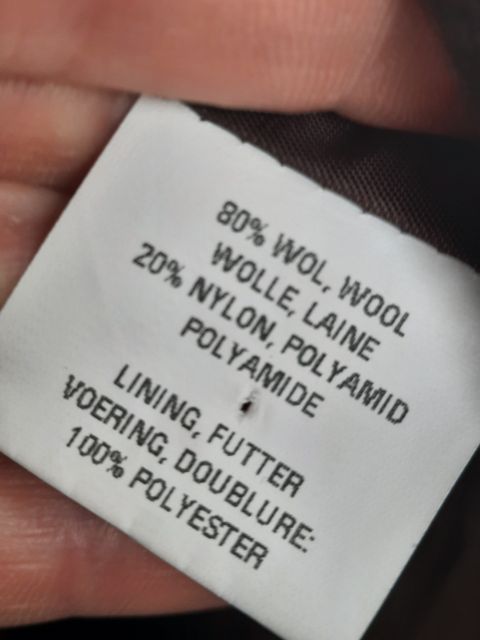 80% WOL, WOOL
WOLLE, LAINE
20% NYLON, POLYAMID
POLYAMIDE
LINING, FUTTER
VOERING, DOUBLURE:
100% POLYESTER